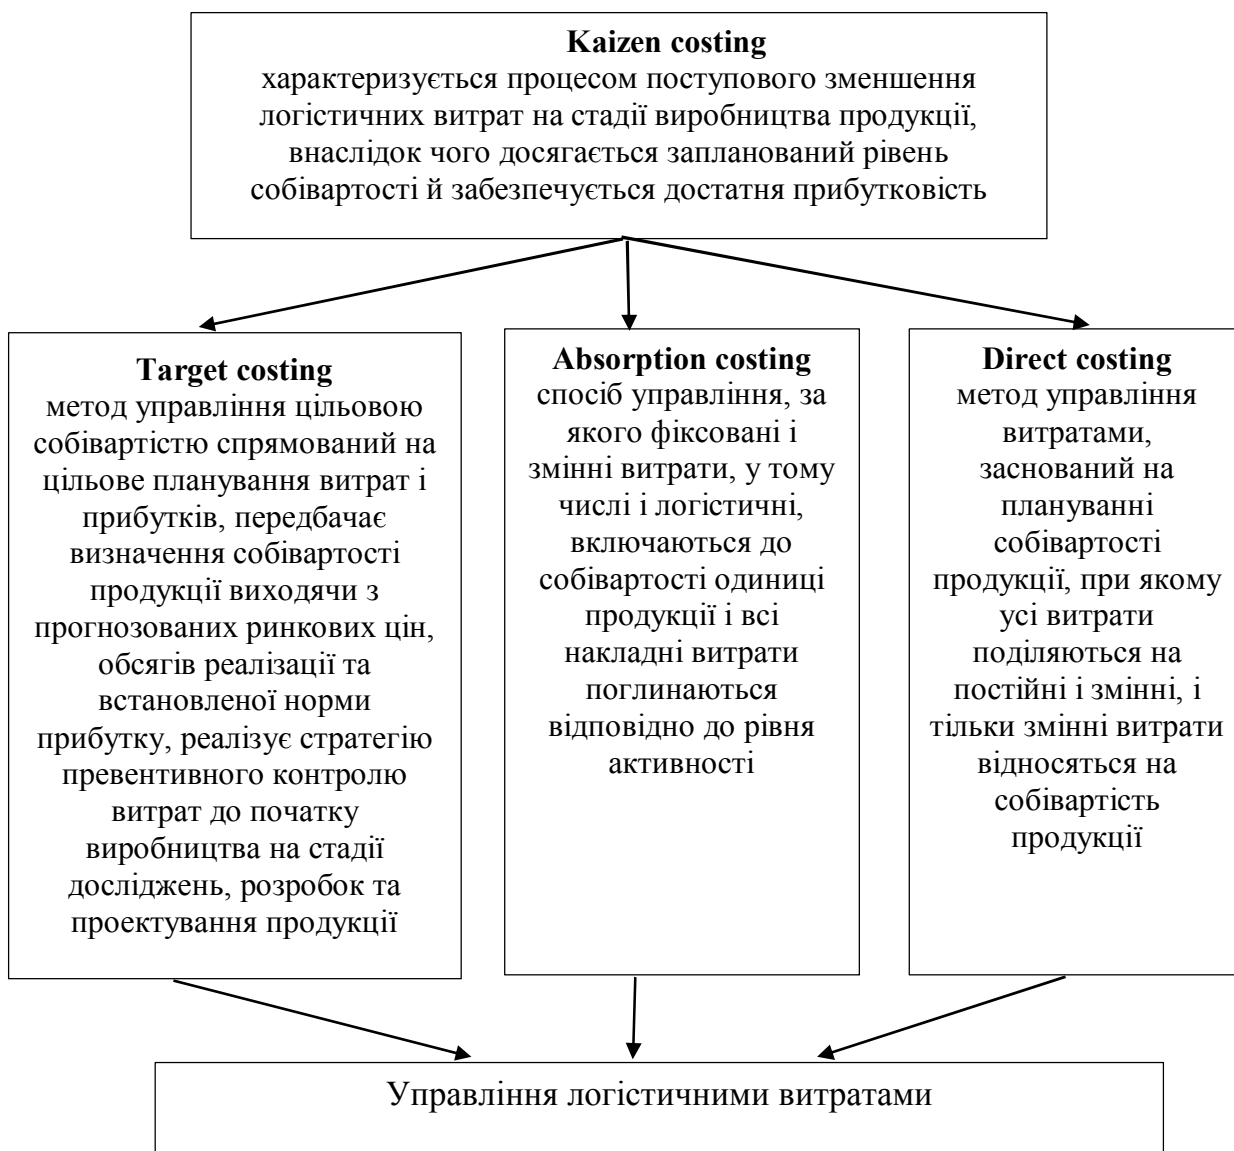 Kaizen costing
характеризується процесом поступового зменшення
логістичних витрат на стадії виробництва продукції,
внаслідок чого досягається запланований рівень
собівартості й забезпечується достатня прибутковість
Target costing
метод управління цільовою
собівартістю спрямований на
цільове планування витрат і
прибутків, передбачає
визначення собівартості
продукції виходячи з
прогнозованих ринкових цін,
обсягів реалізації та
встановленої норми
прибутку, реалізує стратегію
превентивного контролю
витрат до початку
виробництва на стадії
досліджень, розробок та
проектування продукції
Absorption costing
спосіб управління, за
якого фіксовані і
змінні витрати, у тому
числі і логістичні,
включаються до
собівартості одиниці
продукції і всі
накладні витрати
поглинаються
відповідно до рівня
активності
Direct costing
метод управління
витратами,
заснований на
плануванні
собівартості
продукції, при якому
усі витрати
поділяються на
постійні і змінні, і
тільки змінні витрати
відносяться на
собівартість
продукції
Управління логістичними витратами